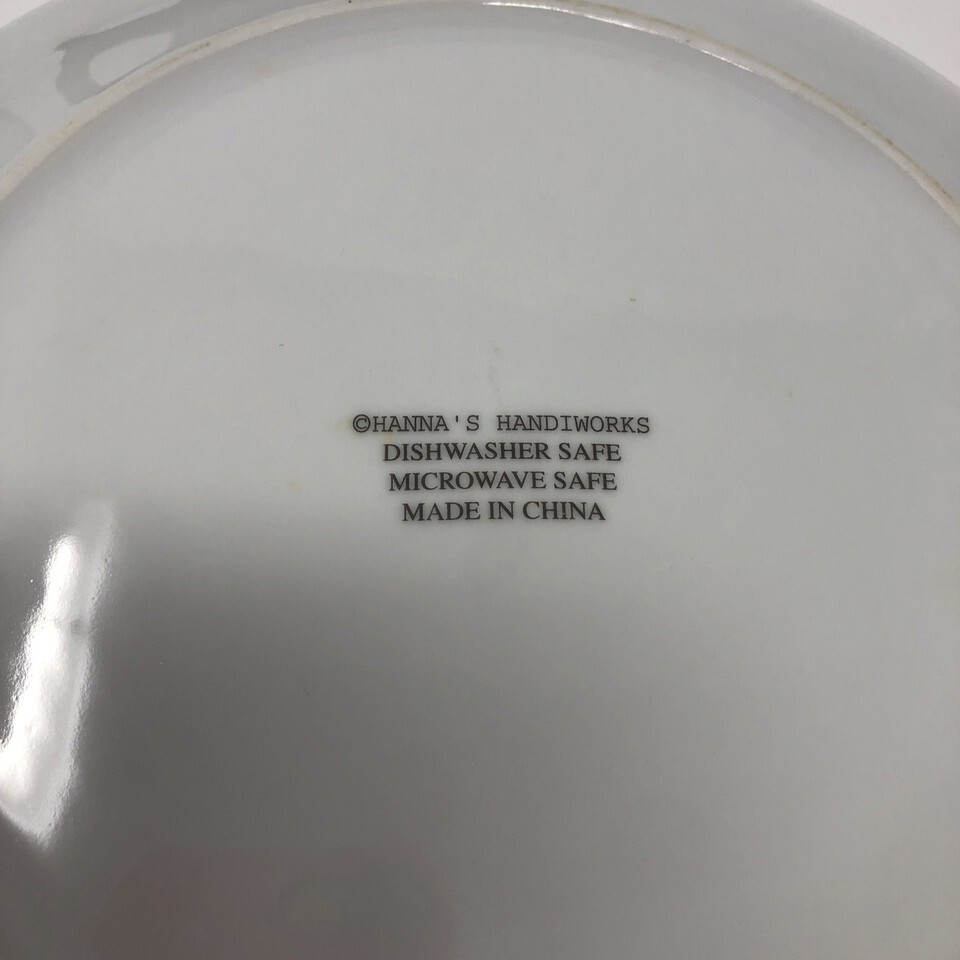 ©HANNA'S HANDIWORKS
DISHWASHER SAFE
MICROWAVE SAFE
MADE IN CHINA